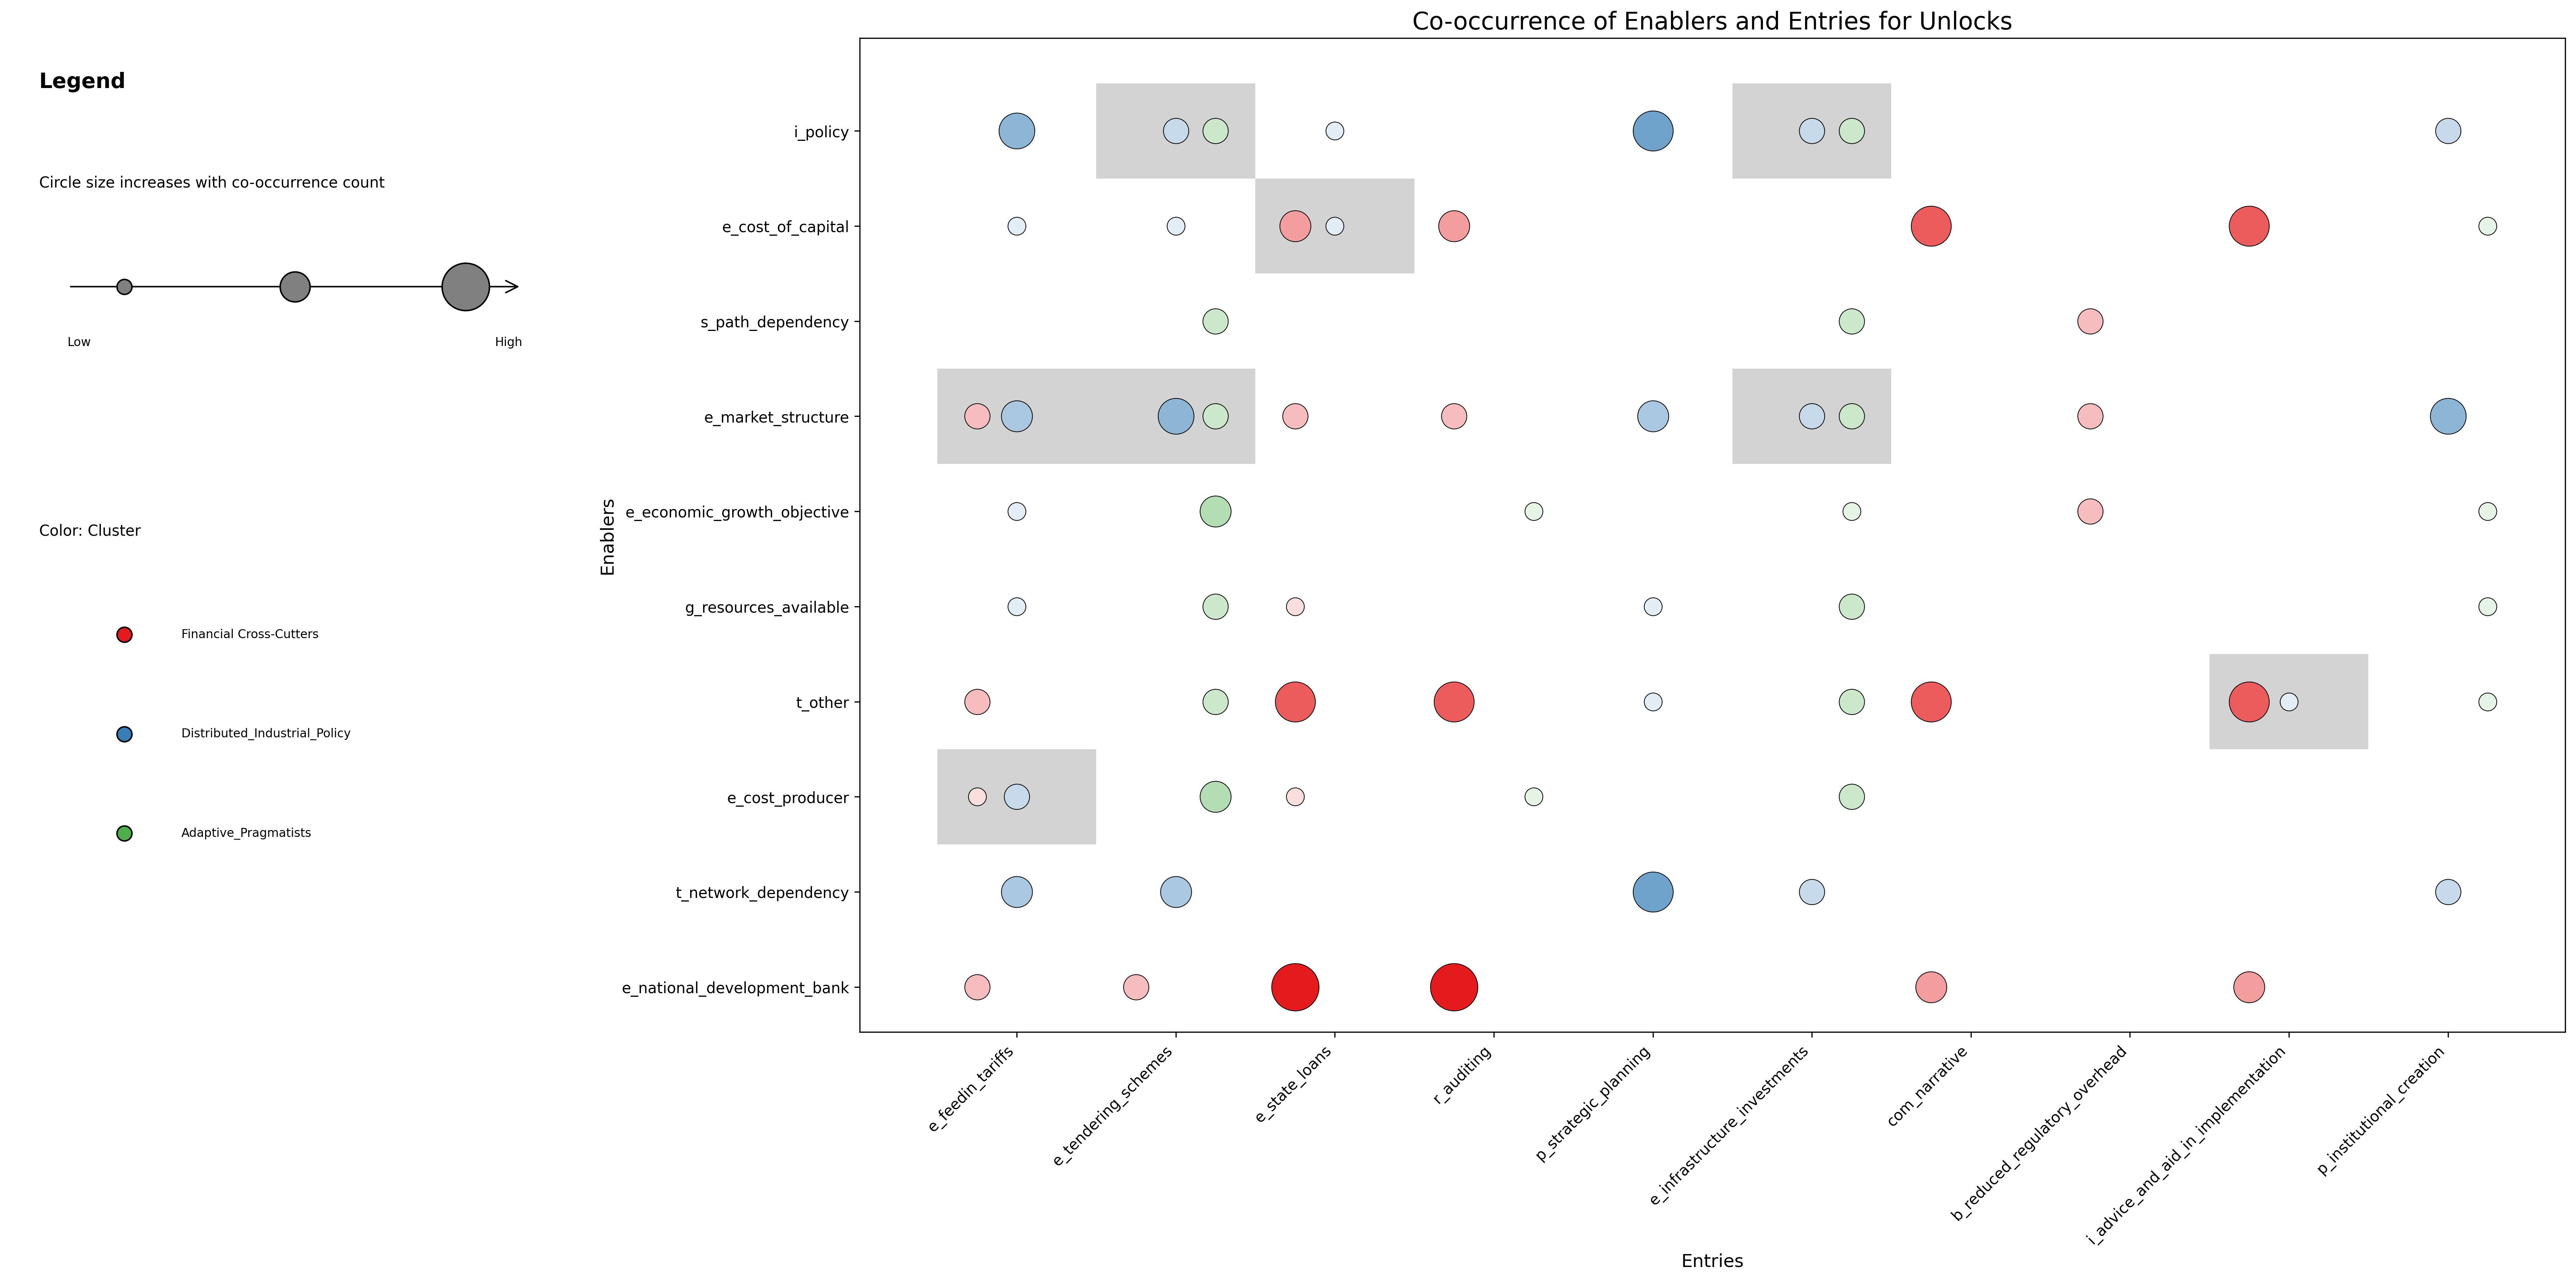 Co-occurrence of Enablers and Entries for Unlocks
Legend
Circle size increases with co-occurrence count
Low
High
Color: Cluster
Financial Cross-Cutters
Distributed_Industrial_Policy
Adaptive_Pragmatists
Enablers
i_policy
e_cost_of_capital
s_path_dependency
e_market_structure
e_economic_growth_objective
g_resources_available
t_other
e_cost_producer
t_network_dependency
e_national_development_bank
e_feedin_tariffs
e_tendering_schemes
e_state_loans
r_auditing
p_strategic_planning
e_infrastructure_investments
com_narrative
b_reduced_regulatory_overhead
i_advice_and_aid_in_implementation
p_institutional_creation
Entries